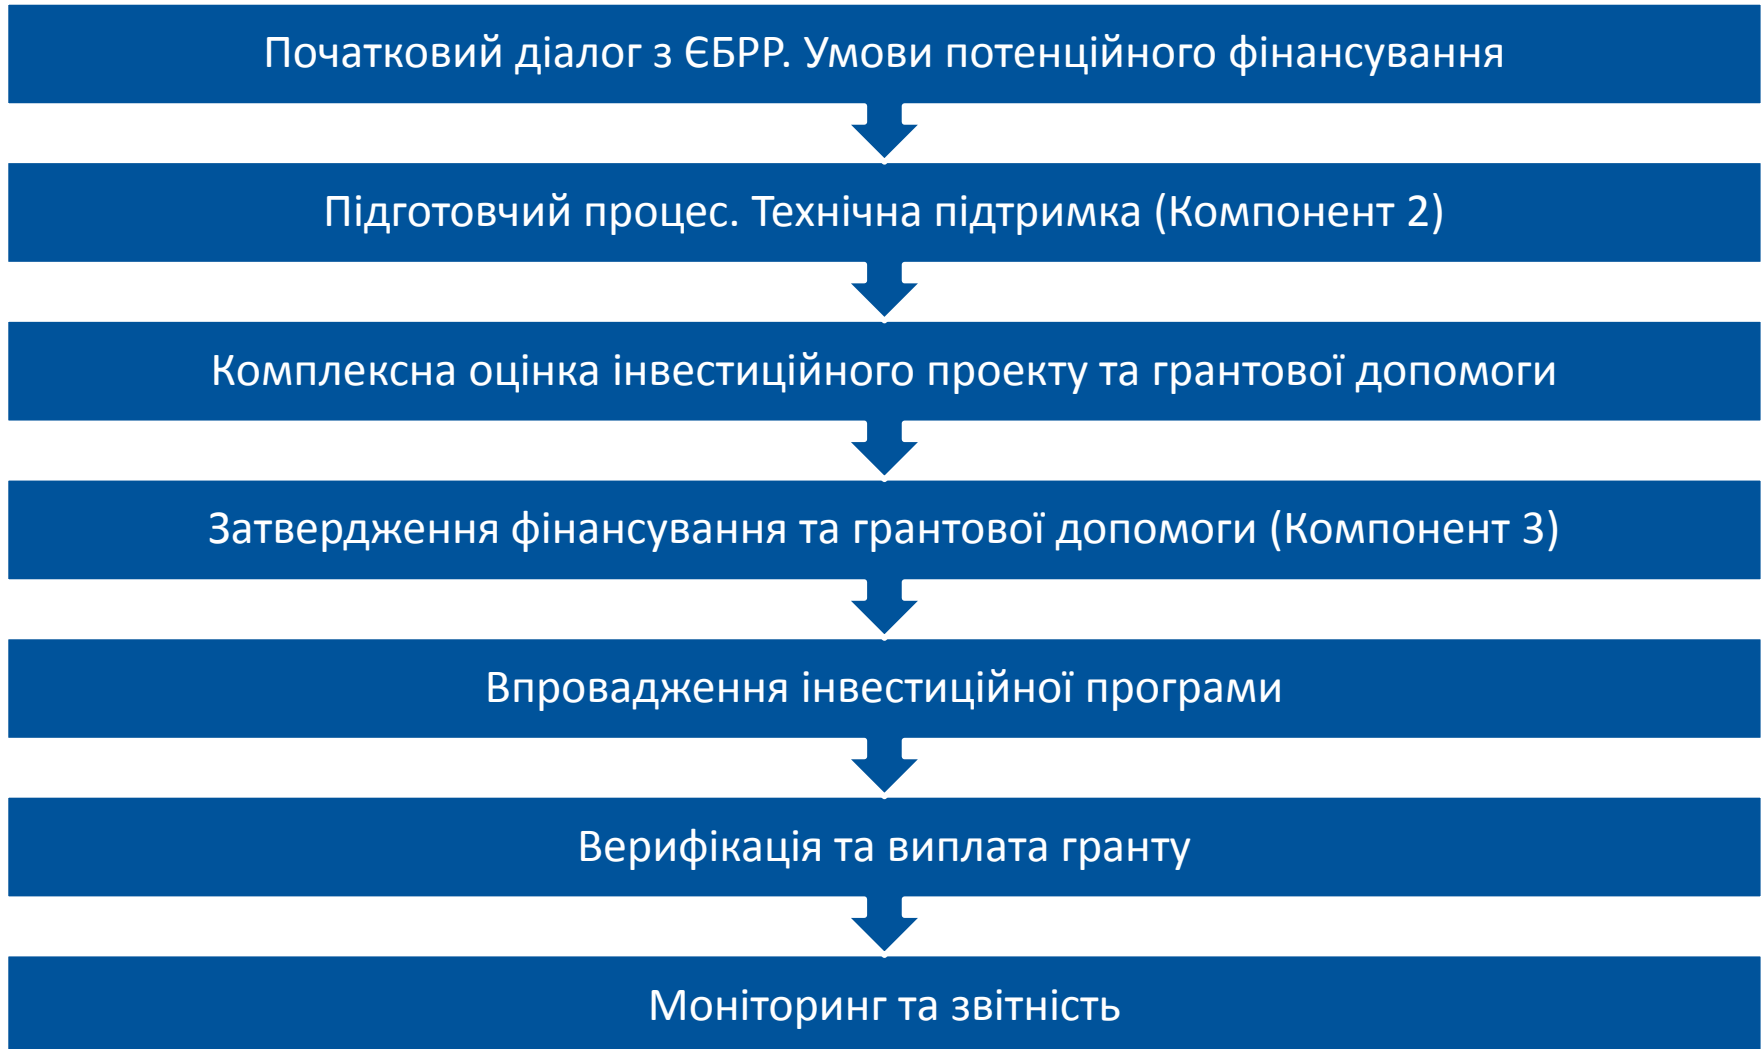 Початковий діалог з ЄБРР. Умови потенційного фінансування
Підготовчий процес. Технічна підтримка (Компонент 2)
Комплексна оцінка інвестиційного проекту та грантової допомоги
Затвердження фінансування та грантової допомоги (Компонент 3)
Впровадження інвестиційної програми
Верифікація та виплата гранту
Моніторинг та звітність